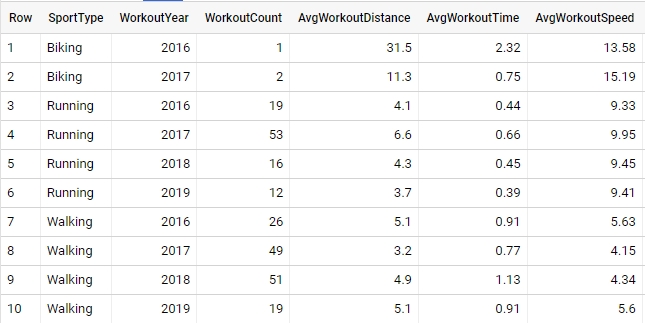 Row SportType WorkoutYear WorkoutCount AvgWorkoutDistance AvgWorkoutTime AvgWorkoutSpeed
1 Biking 2016 1 31.5 2.32 13.58
2 Biking 2017 2 11.3 0.75 15.19
3 Running 2016 19 4.1 0.44 9.33
4 Running 2017 53 6.6 0.66 9.95
5 Running 2018 16 4.3 0.45 9.45
6 Running 2019 12 3.7 0.39 9.41
7 Walking 2016 26 5.1 0.91 5.63
8 Walking 2017 49 3.2 0.77 4.15
9 Walking 2018 51 4.9 1.13 4.34
10 Walking 2019 19 5.1 0.91 5.6